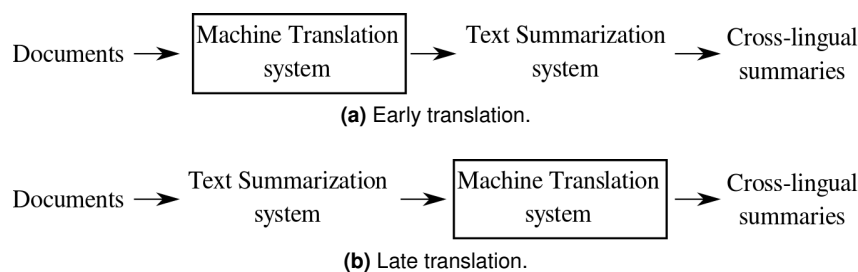 Documents
Machine Translation
system
Text Summarization
system
Cross-lingual
summaries
(a) Early translation.
Documents
Text Summarization
system
Machine Translation
system
Cross-lingual
summaries
(b) Late translation.